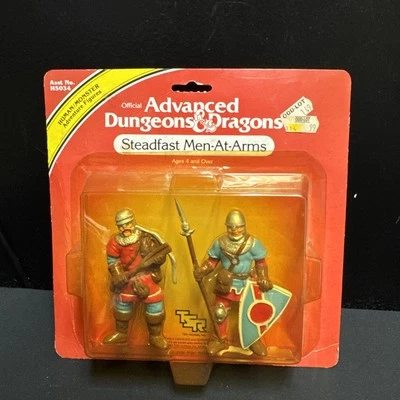 Asst No.
H5034
HUMAN-MONSTER
Adventure Figures
Official Advanced
Dungeons & Dragons
ODD LOT
Steadfast Men-At-Arms
Ages 4 and Over
TSR